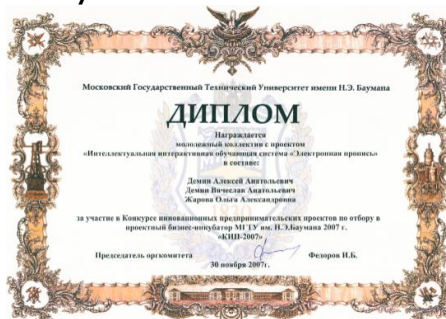 Московский Государственный Технический Университет имени Н.Э. Баумана
ДИПЛОМ
Награждается
молодежный коллектив с проектом
«Интеллектуальная интерактивная обучающая система «Электронная пропись»
в составе:
Демин Алексей Анатольевич
Демин Вячеслав Анатольевич
Жарова Ольга Александровна
за участие в Конкурсе инновационных предпринимательских проектов по отбору в
проектный бизнес-инкубатор МГТУ им. Н.Э.Баумана 2007 г.
«КИП-2007»
Председатель оргкомитета Федоров И.Б.
30 ноября 2007г.